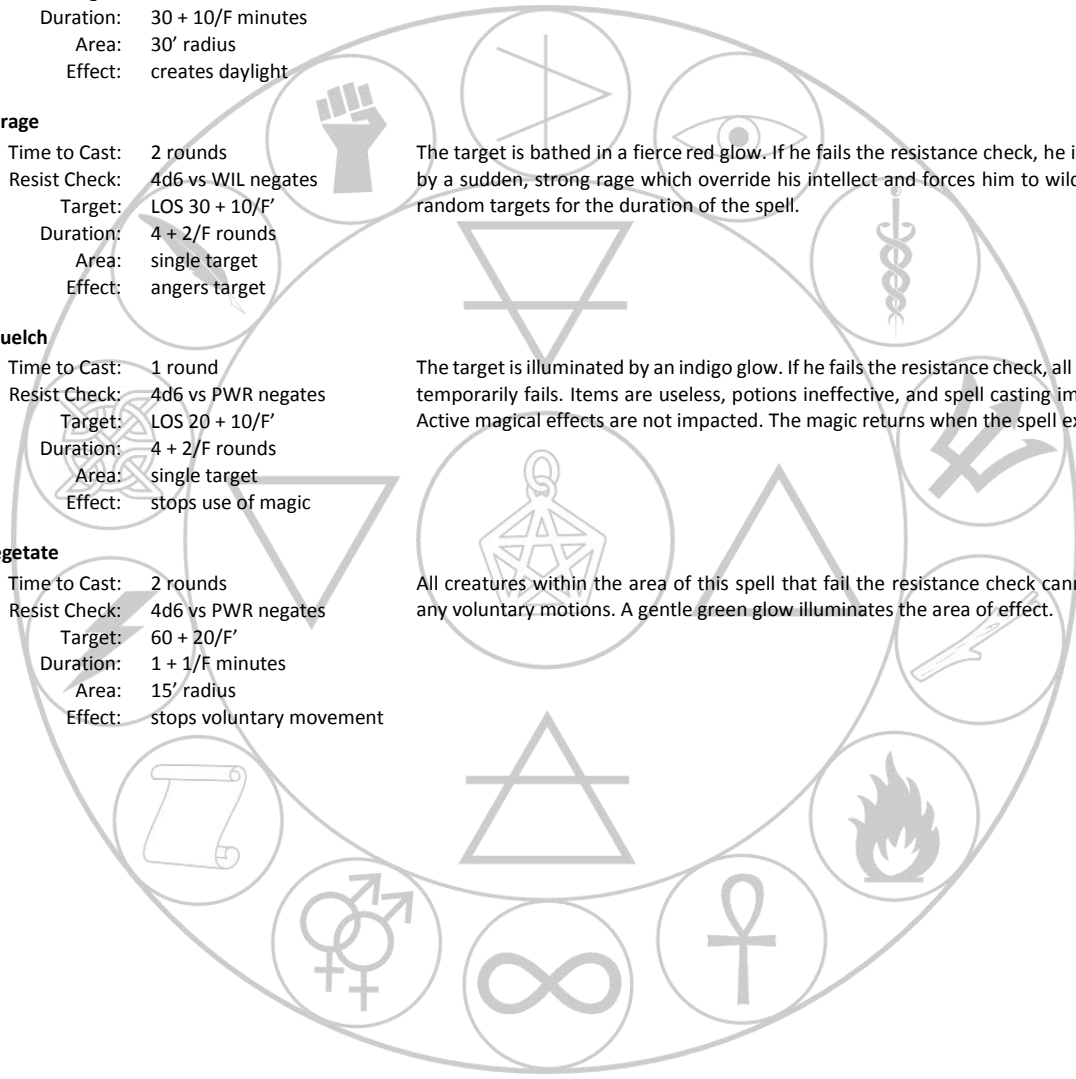 Duration: 30 + 10/F minutes
Area: 30’ radius
Effect: creates daylight
rage
Time to Cast: 2 rounds
Resist Check: 4d6 vs WIL negates
Target: LOS 30 + 10/F’
Duration: 4 + 2/F rounds
Area: single target
Effect: angers target
The target is bathed in a fierce red glow. If he fails the resistance check, he i
by a sudden, strong rage which override his intellect and forces him to wild
random targets for the duration of the spell.
uelch
Time to Cast: 1 round
Resist Check: 4d6 vs PWR negates
Target: LOS 20 + 10/F’
Duration: 4 + 2/F rounds
Area: single target
Effect: stops use of magic
The target is illuminated by an indigo glow. If he fails the resistance check, all
temporarily fails. Items are useless, potions ineffective, and spell casting im
Active magical effects are not impacted. The magic returns when the spell ex
egetate
Time to Cast: 2 rounds
Resist Check: 4d6 vs PWR negates
Target: 60 + 20/F’
Duration: 1 + 1/F minutes
Area: 15’ radius
Effect: stops voluntary movement
All creatures within the area of this spell that fail the resistance check cann
any voluntary motions. A gentle green glow illuminates the area of effect.